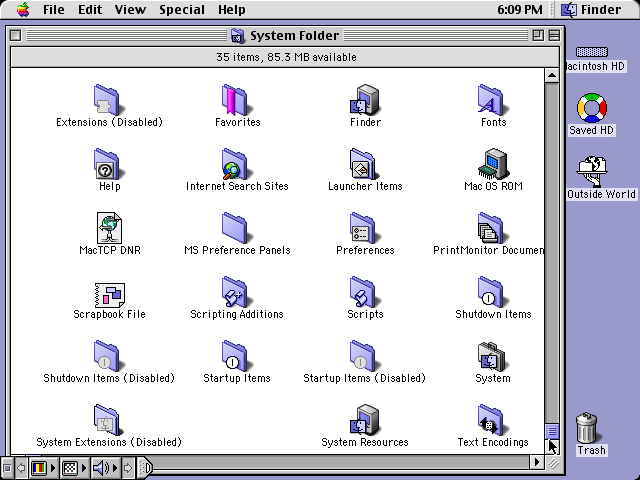 File Edit View Special Help 6:09 PM Finder
System Folder
35 items, 85.3 MB available
Extensions (Disabled) Favorites Finder Fonts
Help Internet Search Sites Launcher Items Mac OS ROM
MacTCP DNR MS Preference Panels Preferences PrintMonitor Documen
Scrapbook File Scripting Additions Scripts Shutdown Items
Shutdown Items (Disabled) Startup Items Startup Items (Disabled) System
System Extensions (Disabled) System Resources Text Encodings
acintosh HD
Saved HD
Outside World
Trash